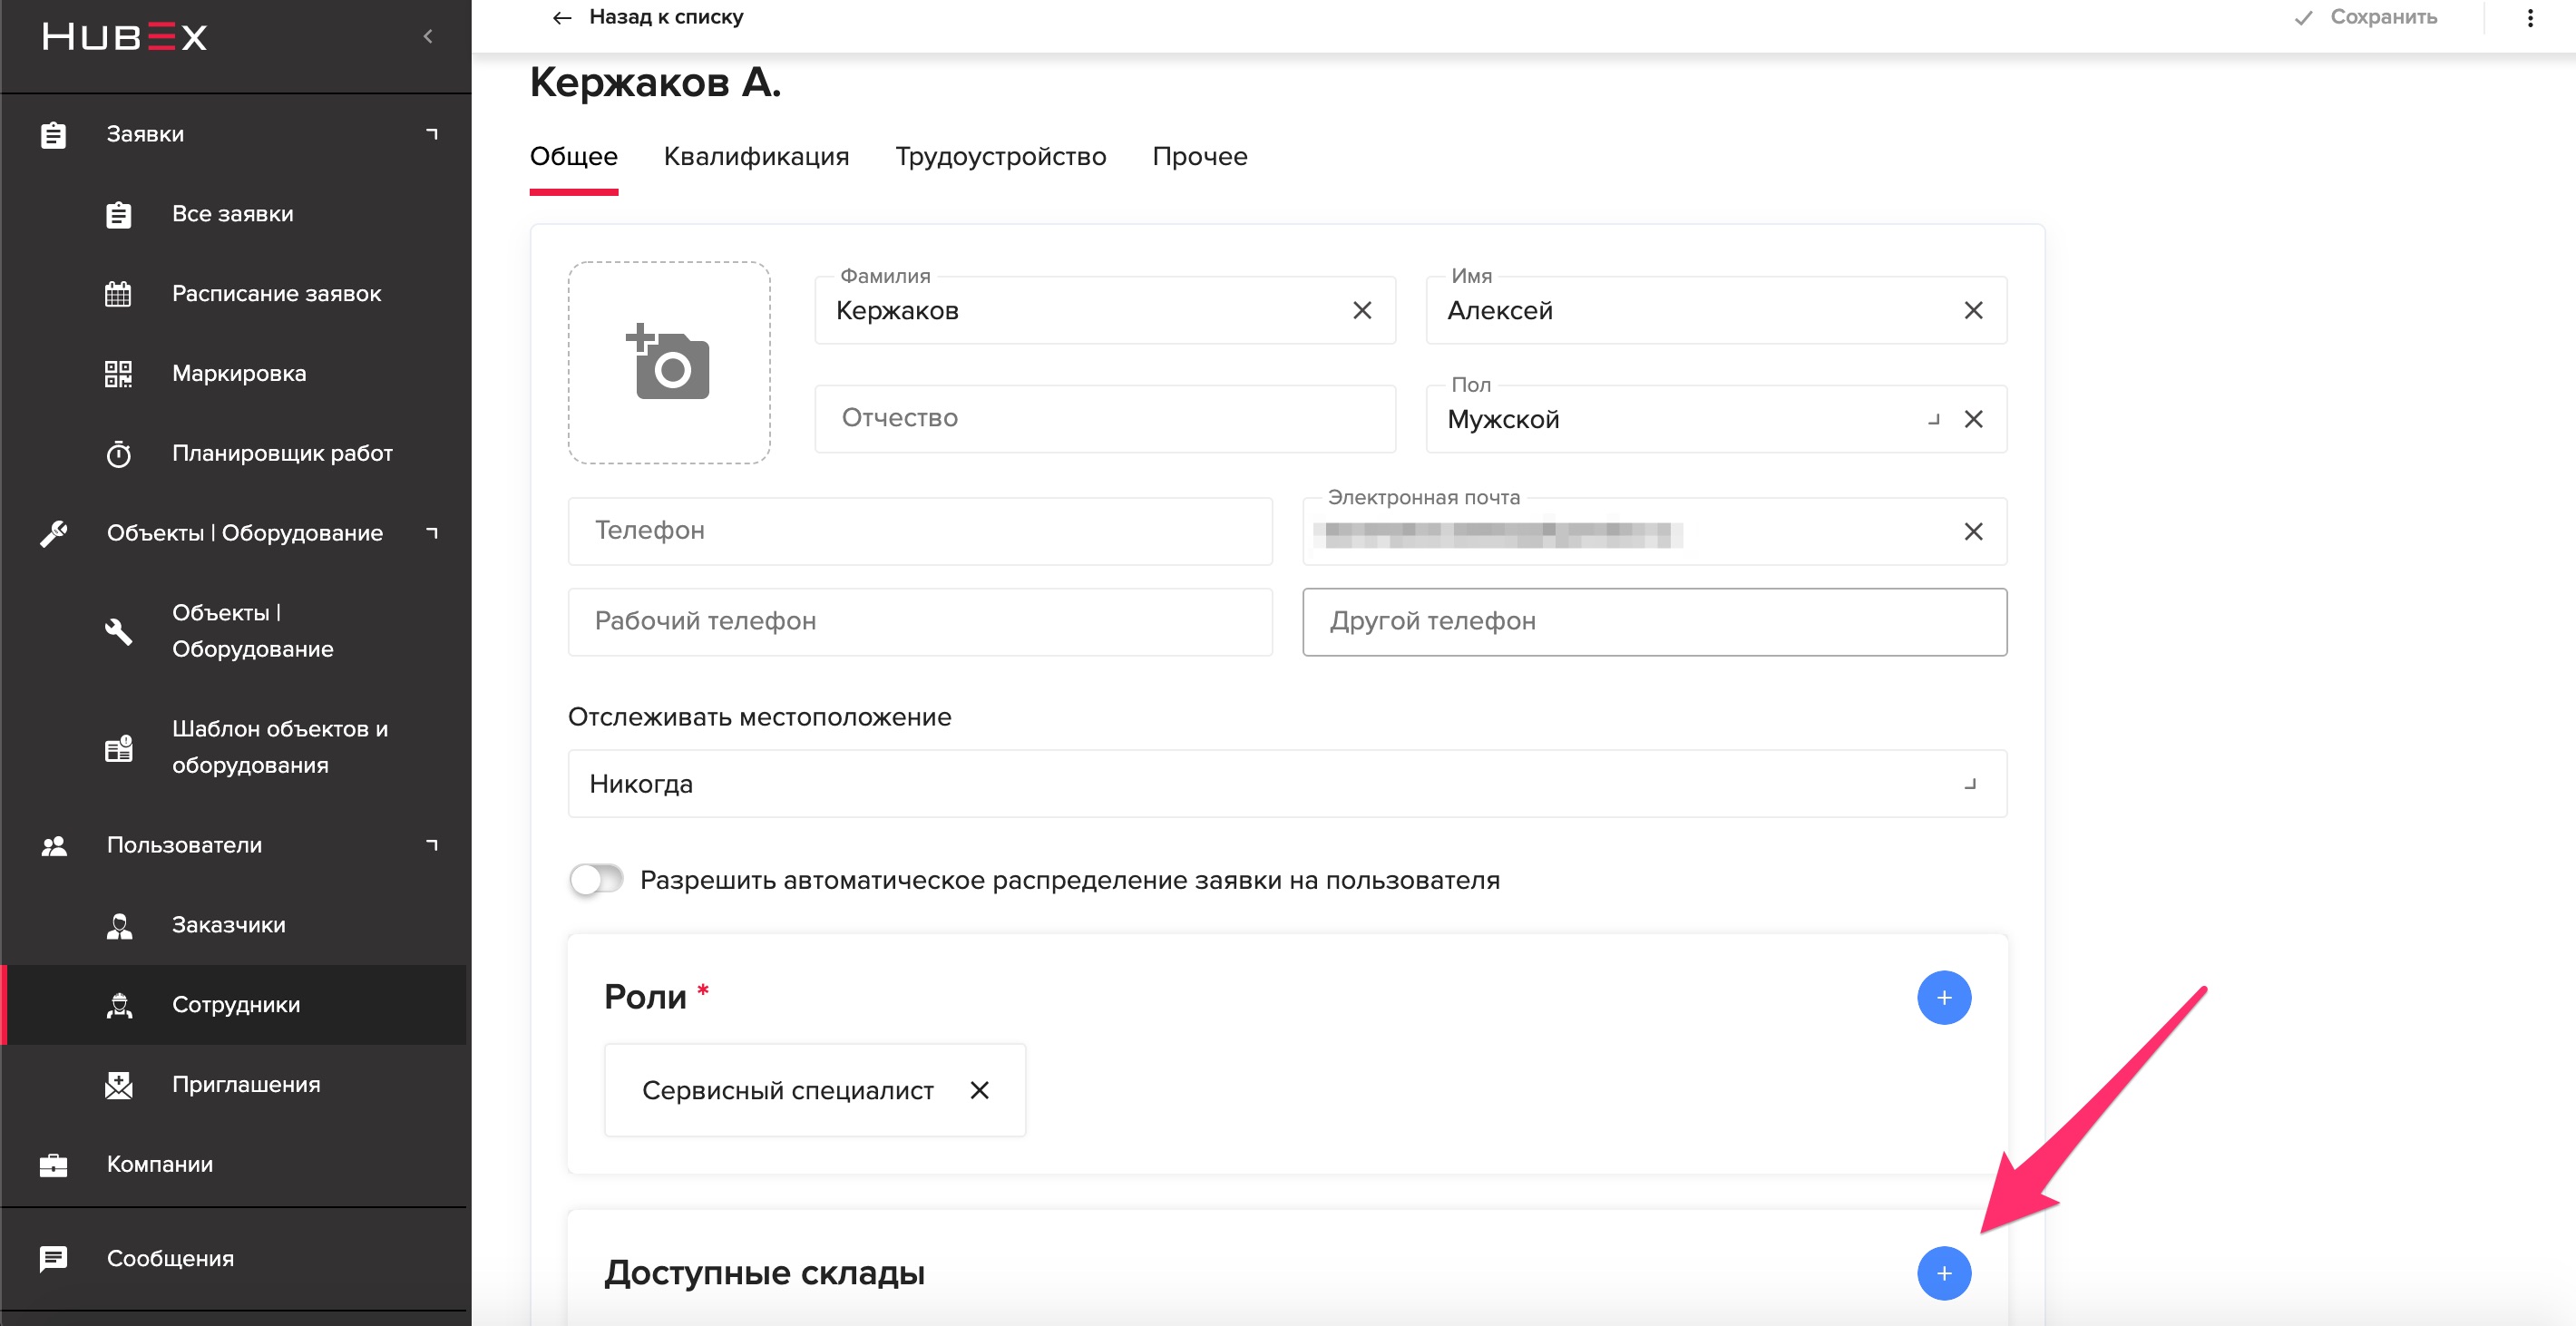 HUBEX
Заявки
Все заявки
Расписание заявок
Маркировка
Планировщик работ
Объекты | Оборудование
Объекты |
Оборудование
Шаблон объектов и
оборудования
Пользователи
Заказчики
Сотрудники
Приглашения
Компании
Сообщения
Назад к списку
Сохранить
Кержаков А.
Общее Квалификация Трудоустройство Прочее
Фамилия
Кержаков
Имя
Алексей
Отчество
Пол
Мужской
Телефон
Электронная почта
Рабочий телефон
Другой телефон
Отслеживать местоположение
Никогда
Разрешить автоматическое распределение заявки на пользователя
Роли *
Сервисный специалист
Доступные склады